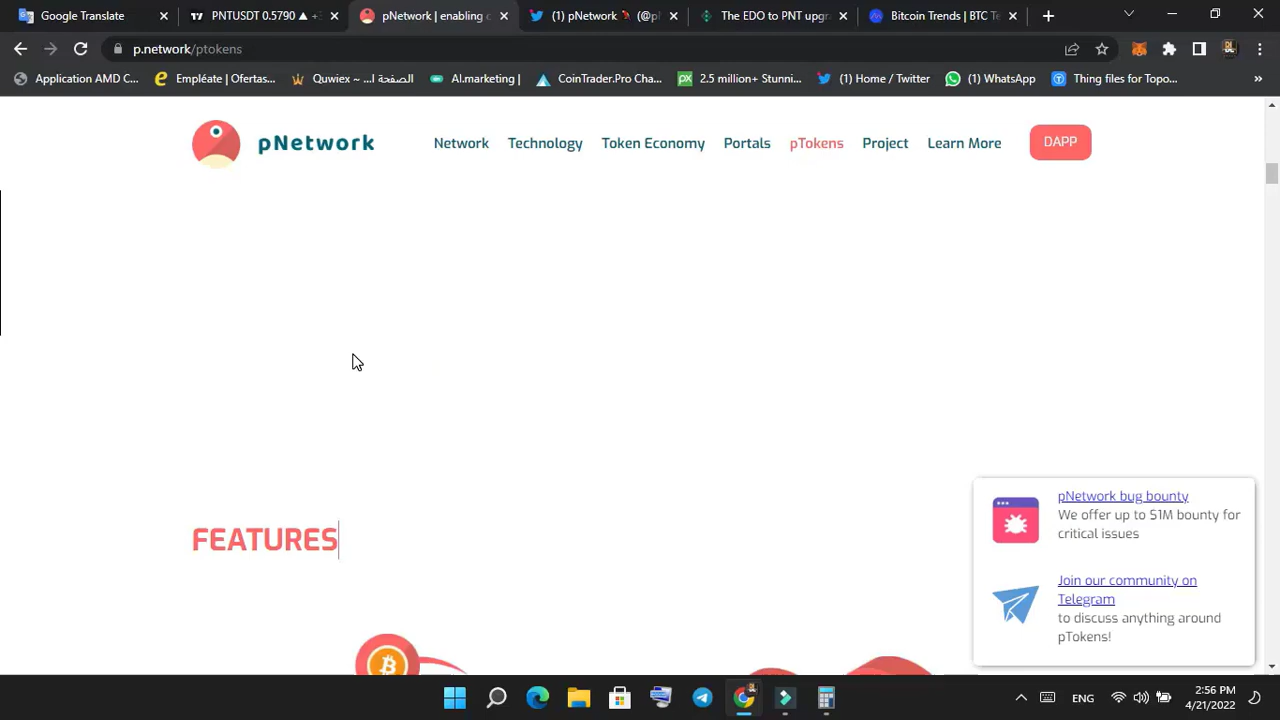 Google Translate
PNTUSDT 0.5790 ▲ +
pNetwork | enabling c
(1) pNetwork (@pl
The EDO to PNT upgr
Bitcoin Trends | BTC Te
p.network/ptokens
Application AMD C...
Empléate | Ofertas...
Quwiex ~ الصفحة ا...
AI.marketing |
CoinTrader.Pro Cha...
2.5 million+ Stunni...
(1) Home / Twitter
(1) WhatsApp
Thing files for Topo...
»
pNetwork
Network
Technology
Token Economy
Portals
pTokens
Project
Learn More
DAPP
FEATURES
pNetwork bug bounty
We offer up to $1M bounty for
critical issues
Join our community on
Telegram
to discuss anything around
pTokens!
ENG
2:56 PM
4/21/2022